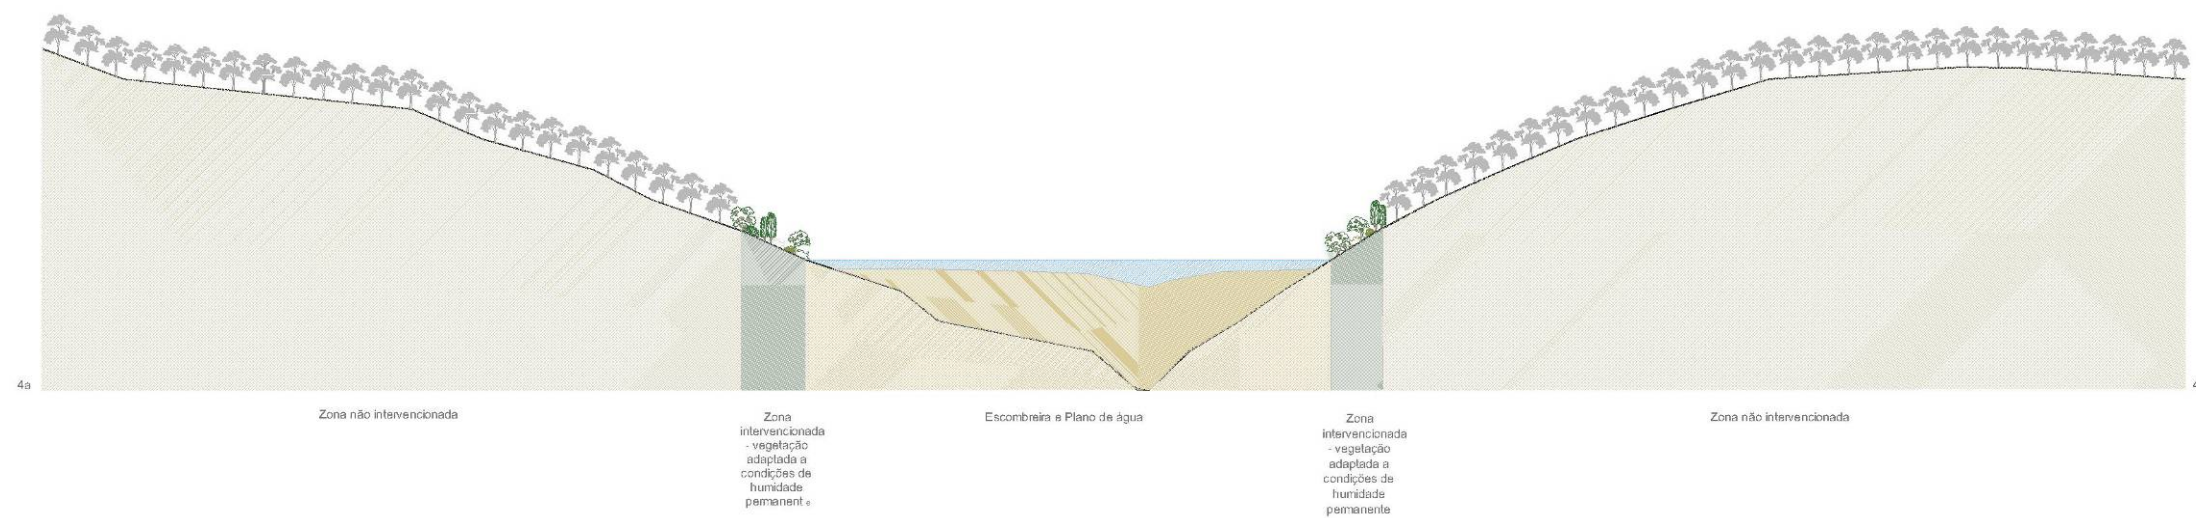 4a
4
Zona não intervencionada
Zona
intervencionada
- vegetação
adaptada a
condições de
humidade
permanent e
Escombreira e Plano de água
Zona
intervencionada
- vegetação
adaptada a
condições de
humidade
permanente
Zona não intervencionada